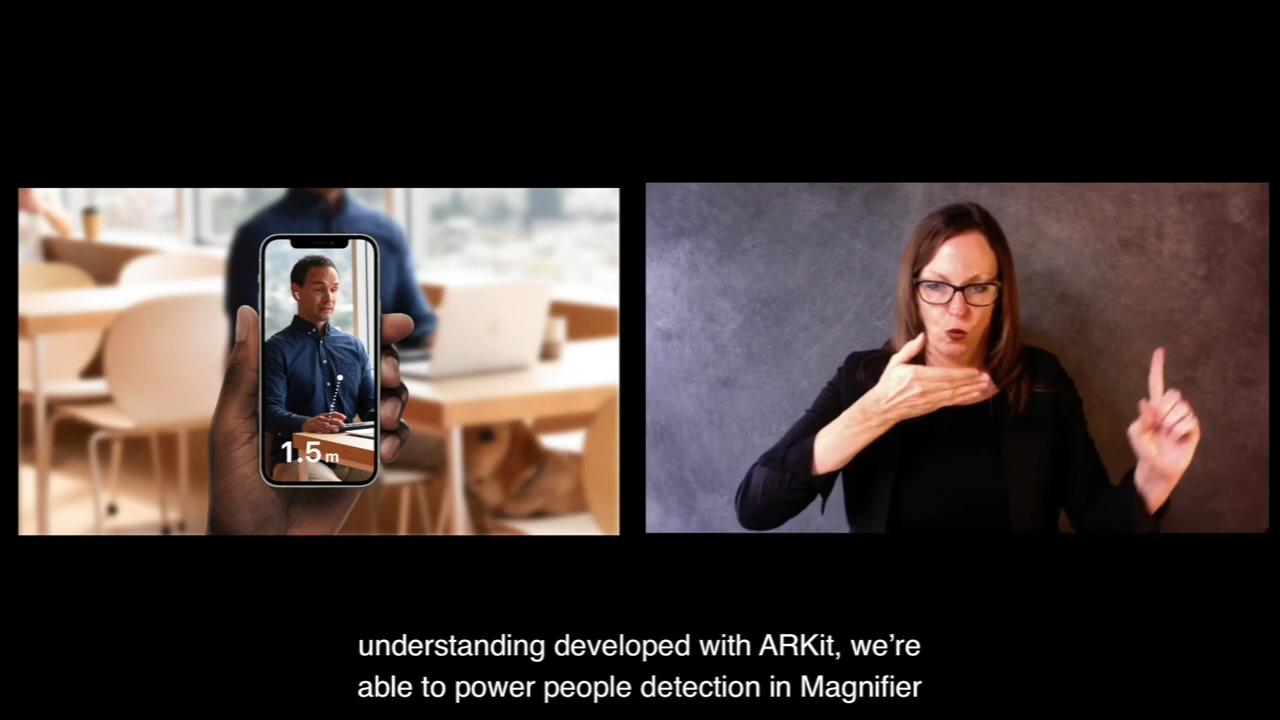 1.5 m
understanding developed with ARKit, we’re
able to power people detection in Magnifier